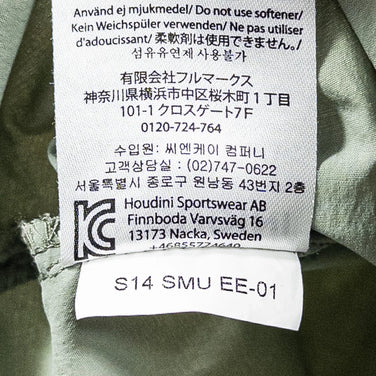 Använd ej mjukmedel/ Do not use softener/
Kein Weichspüler verwenden/ Ne pas utiliser
d'adoucissant/ 柔軟剤は使用できません。/
섬유유연제 사용불가
有限会社フルマークス
神奈川県横浜市中区桜木町1丁目
101-1 クロスゲート7F
0120-724-764
수입원: 씨엔케이 컴퍼니
고객상담실 : (02)747-0622
서울특별시 종로구 원남동 43번지 2층
Houdini Sportswear AB
Finnboda Varvsväg 16
13173 Nacka, Sweden
+46855774640
S14 SMU EE-01